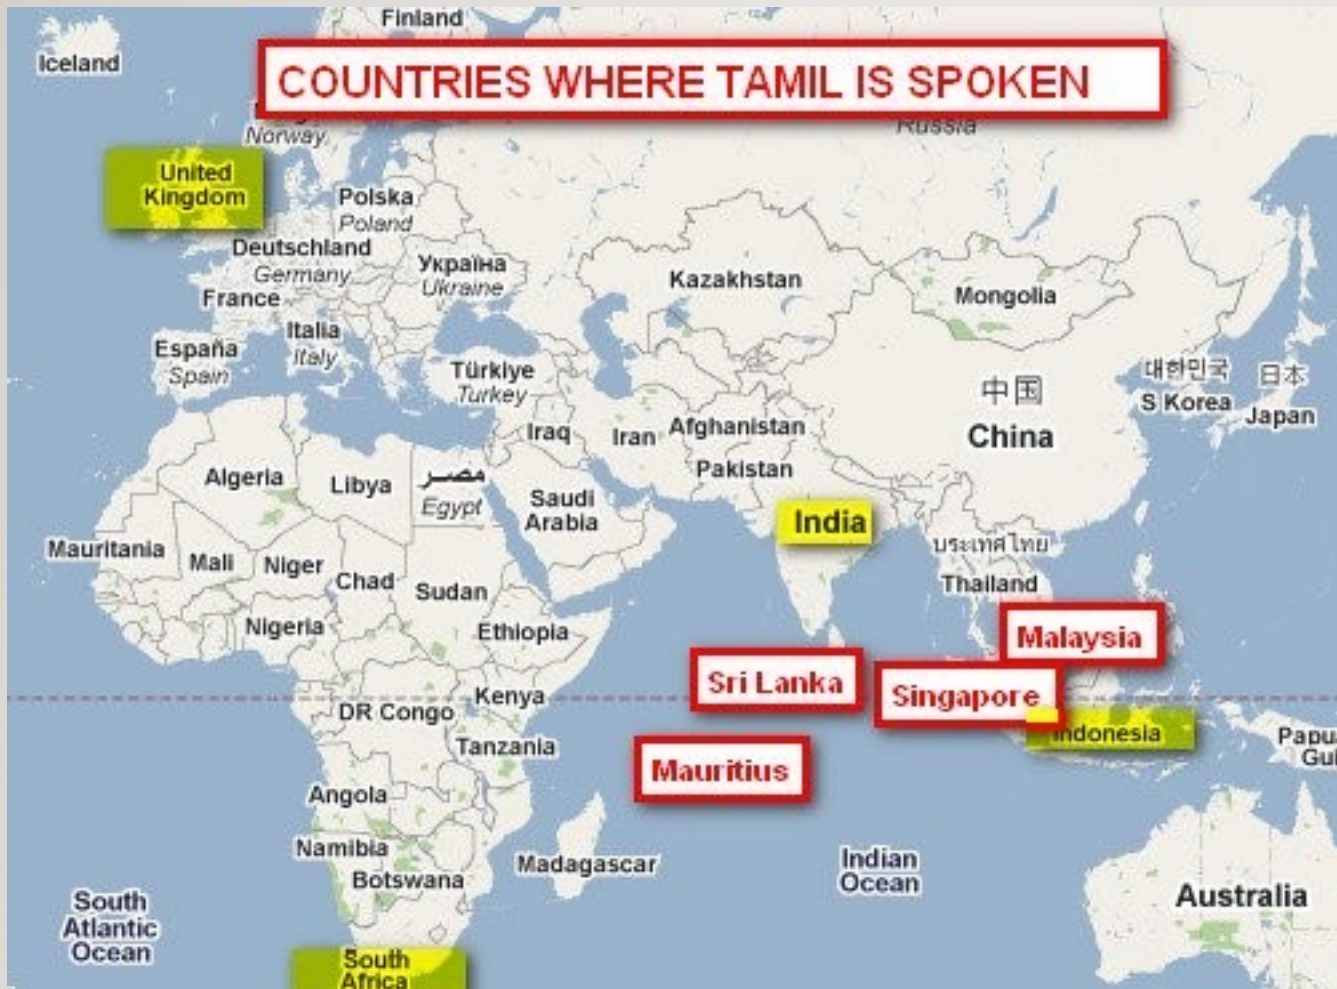 Finland
Iceland
COUNTRIES WHERE TAMIL IS SPOKEN
Norway
Russia
United
Kingdom
Polska
Poland
Deutschland
Germany
Україна
Ukraine
France
Kazakhstan
Mongolia
Italia
Italy
España
Spain
Türkiye
Turkey
대한민국
S Korea
日本
Japan
中国
China
Iraq
Iran
Afghanistan
Pakistan
Algeria
Libya
مصر
Egypt
Saudi
Arabia
India
Mauritania
Mali
Niger
Chad
Sudan
ประเทศไทย
Thailand
Nigeria
Ethiopia
Malaysia
Sri Lanka
Singapore
Kenya
DR Congo
Indonesia
Tanzania
Papu
Gui
Mauritius
Angola
Namibia
Botswana
Madagascar
Indian
Ocean
Australia
South
Atlantic
Ocean
South
Africa